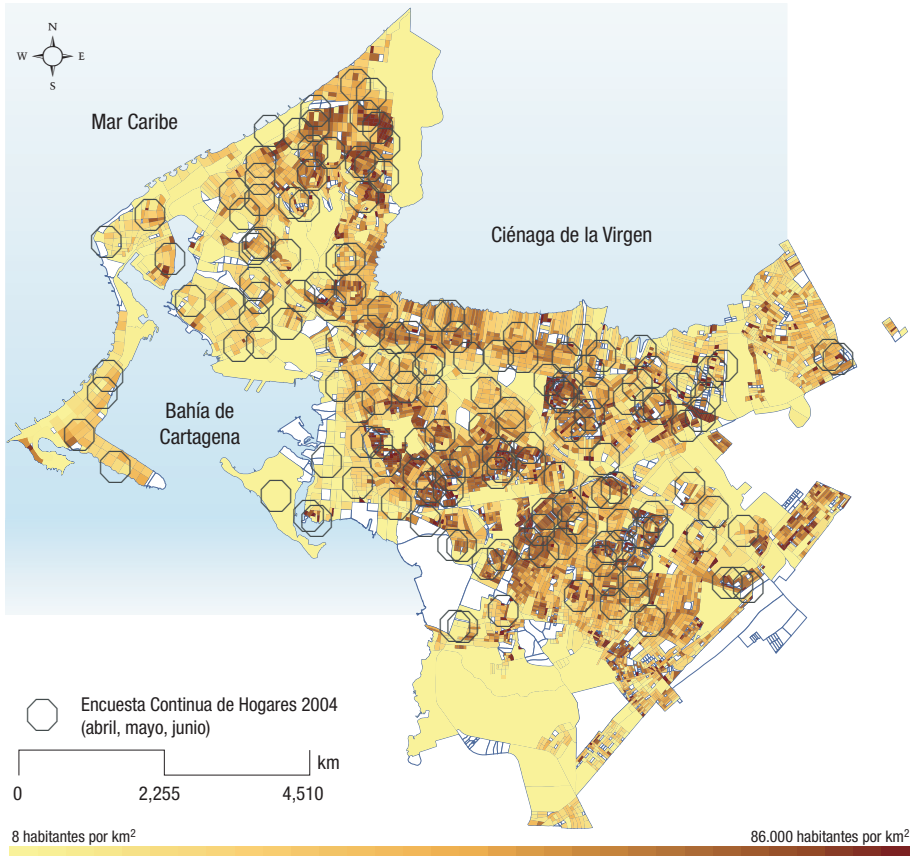 N
W E
S
Mar Caribe
Ciénaga de la Virgen
Bahía de
Cartagena
Encuesta Continua de Hogares 2004
(abril, mayo, junio)
km
0 2,255 4,510
8 habitantes por km² 86.000 habitantes por km²